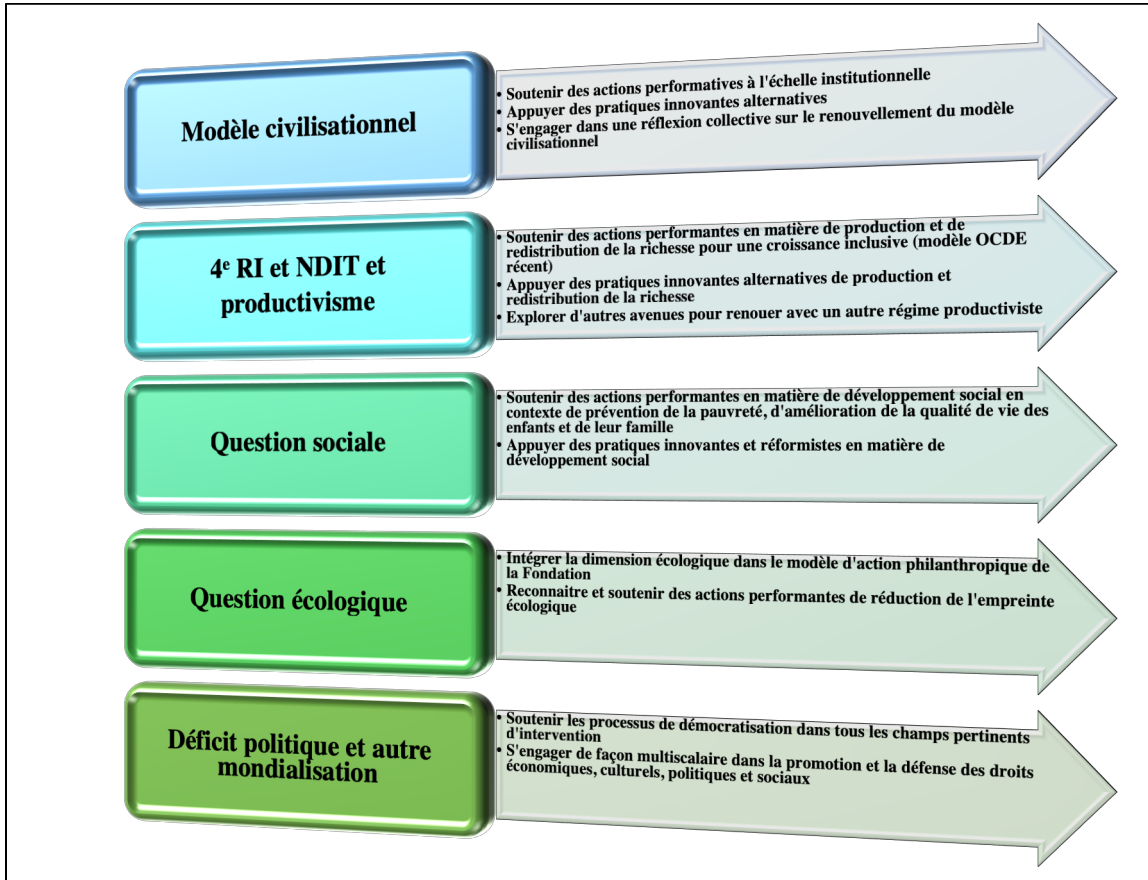 Modèle civilisationnel
• Soutenir des actions performatives à l'échelle institutionnelle
• Appuyer des pratiques innovantes alternatives
• S'engager dans une réflexion collective sur le renouvellement du modèle
civilisationnel
4e RI et NDIT et
productivisme
• Soutenir des actions performantes en matière de production et de
redistribution de la richesse pour une croissance inclusive (modèle OCDE
récent)
• Appuyer des pratiques innovantes alternatives de production et
redistribution de la richesse
• Explorer d'autres avenues pour renouer avec un autre régime productiviste
Question sociale
• Soutenir des actions performantes en matière de développement social en
contexte de prévention de la pauvreté, d'amélioration de la qualité de vie des
enfants et de leur famille
• Appuyer des pratiques innovantes et réformistes en matière de
développement social
Question écologique
• Intégrer la dimension écologique dans le modèle d'action philanthropique de
la Fondation
• Reconnaitre et soutenir des actions performantes de réduction de l'empreinte
écologique
Déficit politique et autre
mondialisation
• Soutenir les processus de démocratisation dans tous les champs pertinents
d'intervention
• S'engager de façon multiscalaire dans la promotion et la défense des droits
économiques, culturels, politiques et sociaux